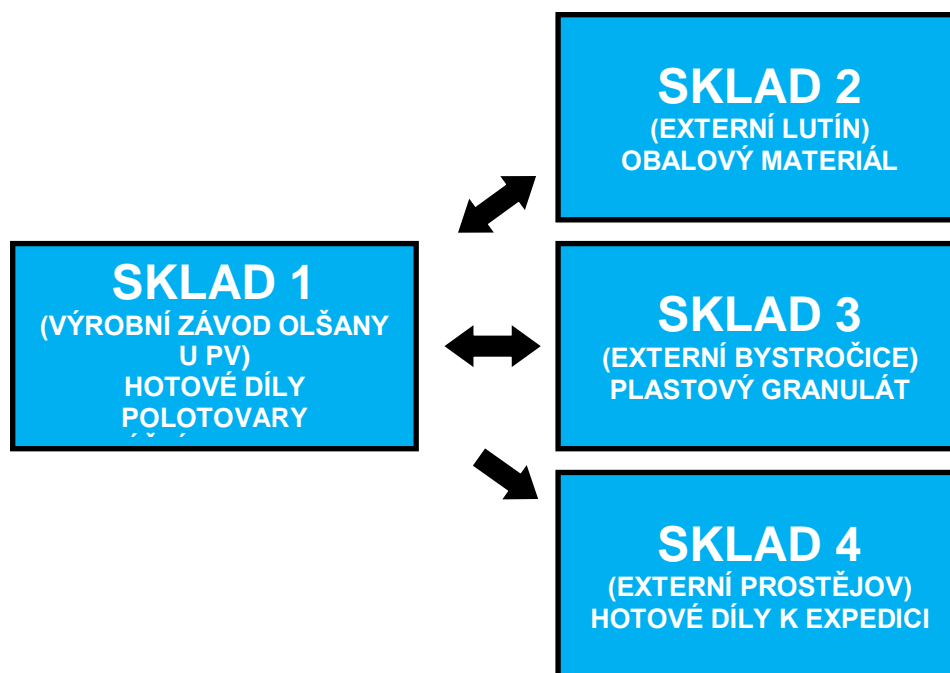 SKLAD 1
(VÝROBNÍ ZÁVOD OLŠANY
U PV)
HOTOVÉ DÍLY
POLOTOVARY
SKLAD 2
(EXTERNÍ LUTÍN)
OBALOVÝ MATERIÁL
SKLAD 3
(EXTERNÍ BYSTROČICE)
PLASTOVÝ GRANULÁT
SKLAD 4
(EXTERNÍ PROSTĚJOV)
HOTOVÉ DÍLY K EXPEDICI